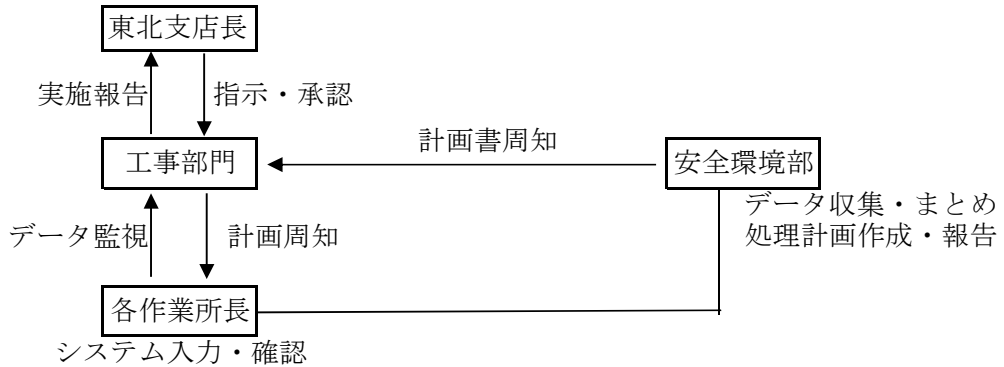 東北支店長
実施報告
指示・承認
計画書周知
工事部門
安全環境部
データ収集・まとめ
処理計画作成・報告
データ監視
計画周知
各作業所長
システム入力・確認